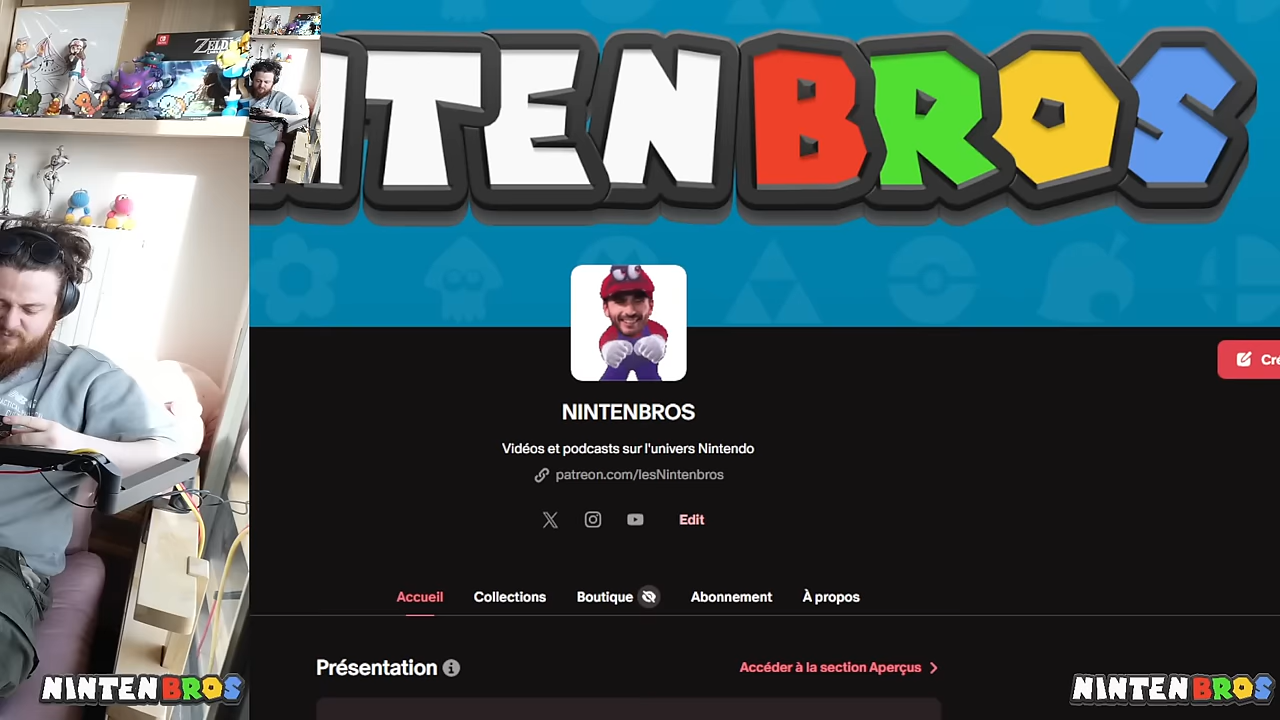 ZELDA
NINTENBROS
NINTENBROS
Vidéos et podcasts sur l'univers Nintendo
patreon.com/lesNintenbros
Edit
Accueil
Collections
Boutique
Abonnement
À propos
Présentation
Accéder à la section Aperçus
NINTENBROS
NINTENBROS